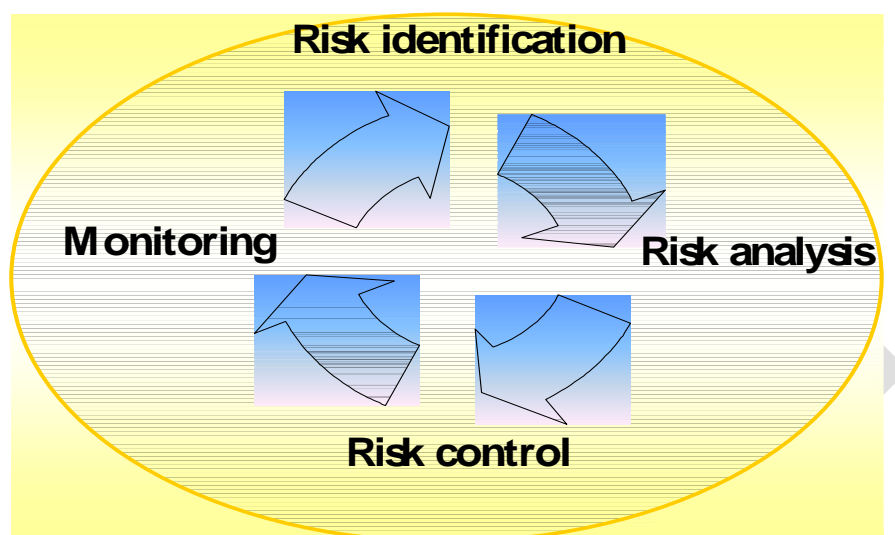 Risk identification
Monitoring
Risk analysis
Risk control